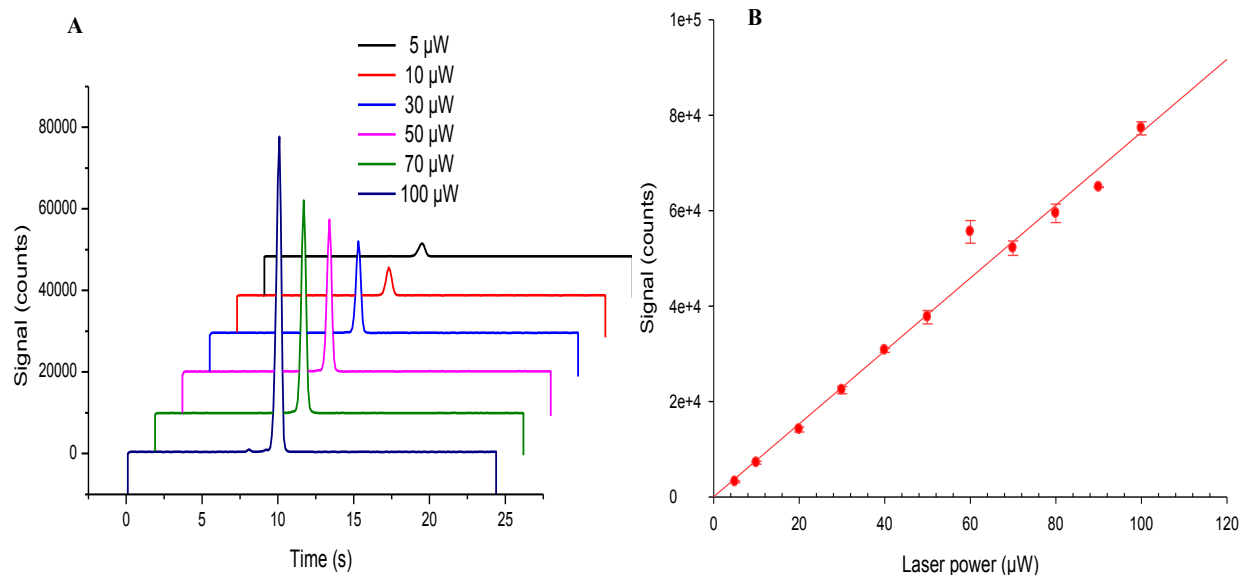 A
5 µW
10 µW
30 µW
50 µW
70 µW
100 µW
80000
60000
40000
20000
0
Signal (counts)
0 5 10 15 20 25
Time (s)
B
1e+5
8e+4
6e+4
4e+4
2e+4
0
Signal (counts)
0 20 40 60 80 100 120
Laser power (µW)